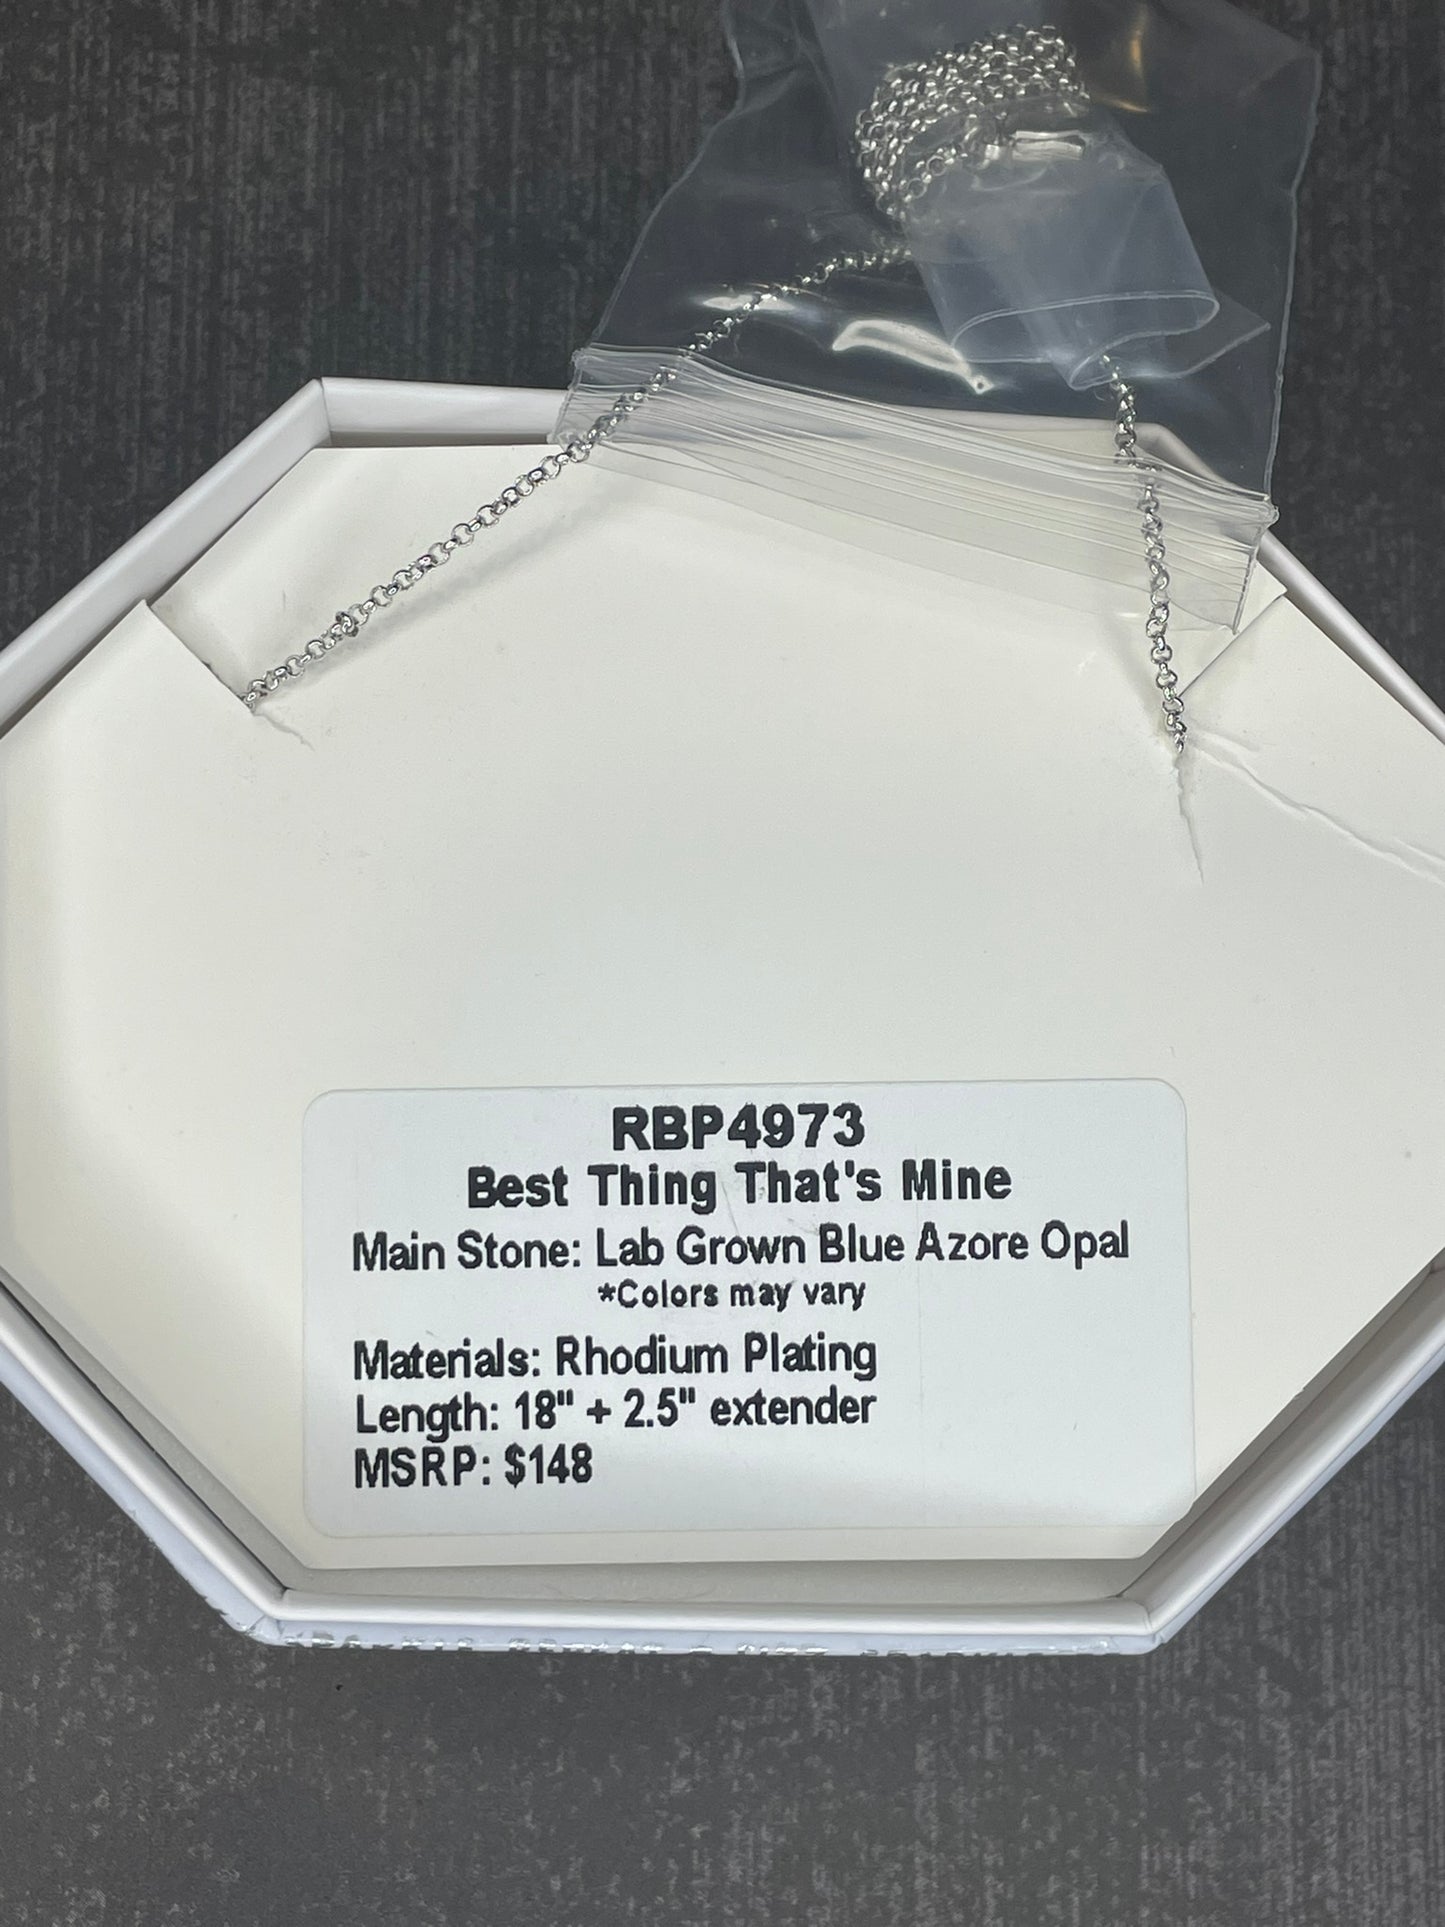 RBP4973
Best Thing That's Mine
Main Stone: Lab Grown Blue Azore Opal
*Colors may vary
Materials: Rhodium Plating
Length: 18" + 2.5" extender
MSRP: $148